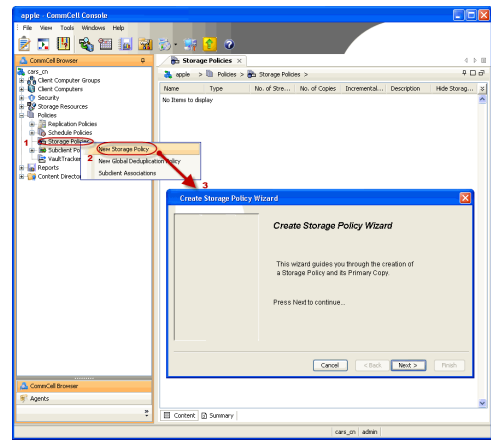 apple - CommCell Console
File View Tools Windows Help
CommCell Browser
Storage Policies
cars_cn
apple > Policies > Storage Policies >
Client Computer Groups
Client Computers
Security
Storage Resources
Policies
Replication Policies
Schedule Policies
1 Storage Policies
Subclient Po
VaultTracker
Reports
Content Director
Name Type No. of Stre... No. of Copies Incremental... Description Hide Storag...
No Items to display
New Storage Policy
2 New Global Deduplication Policy
Subclient Associations
3
Create Storage Policy Wizard
Create Storage Policy Wizard
This wizard guides you through the creation of
a Storage Policy and its Primary Copy.
Press Next to continue...
Cancel < Back Next > Finish
CommCell Browser
Agents
Content Summary
cars_cn admin